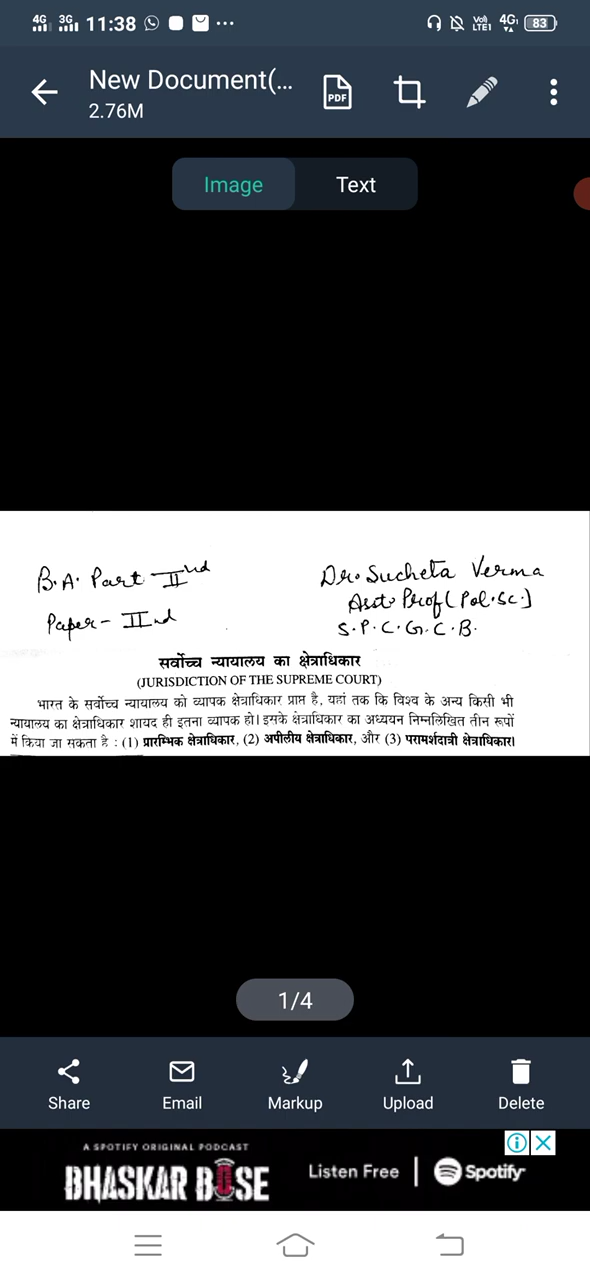 4G 3G 11:38 ... Vo) LTE1 4G 83
New Document(...
2.76M
PDF
Image Text
B.A. Part IInd
Dr. Sucheta Verma
Paper - IInd
Asst. Prof (Pol.Sc.)
S.P.C.G.C.B.
सर्वोच्च न्यायालय का क्षेत्राधिकार
(JURISDICTION OF THE SUPREME COURT)
भारत के सर्वोच्च न्यायालय को व्यापक क्षेत्राधिकार प्राप्त है, यहां तक कि विश्व के अन्य किसी भी
न्यायालय का क्षेत्राधिकार शायद ही इतना व्यापक हो। इसके क्षेत्राधिकार का अध्ययन निम्नलिखित तीन रूपों
में किया जा सकता है : (1) प्रारम्भिक क्षेत्राधिकार, (2) अपीलीय क्षेत्राधिकार, और (3) परामर्शदात्री क्षेत्राधिकार।
1/4
Share Email Markup Upload Delete
A SPOTIFY ORIGINAL PODCAST
BHASKAR BOSE Listen Free | Spotify